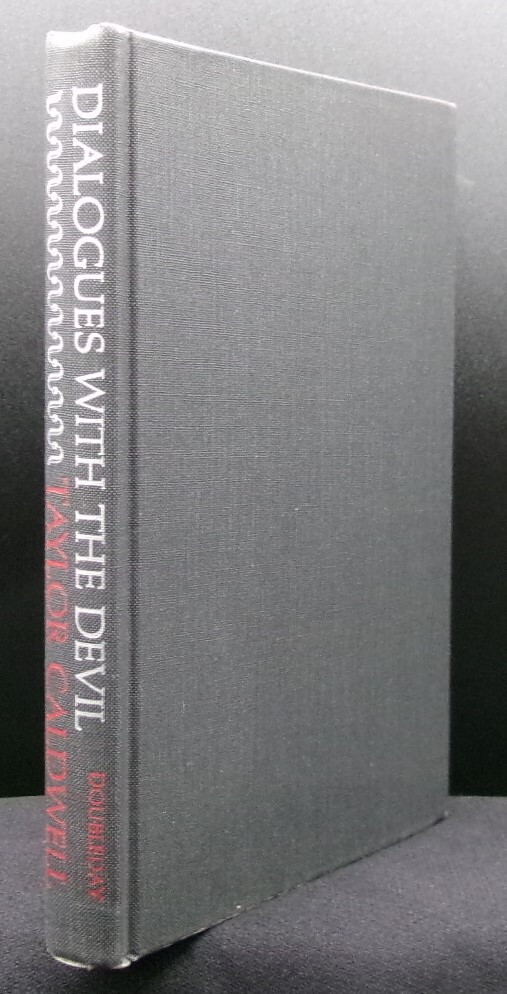 DIALOGUES WITH THE DEVIL
TAYLOR CALDWELL
DOUBLEDAY